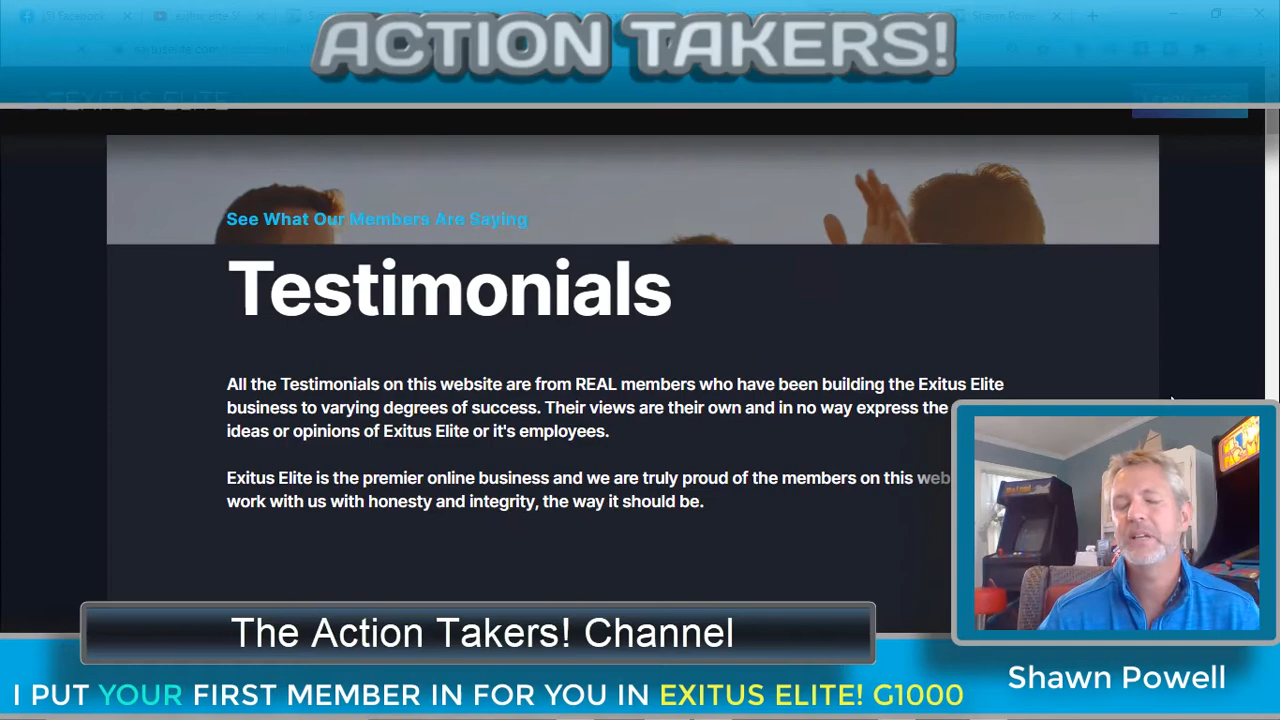 ACTION TAKERS!
Facebook
EXITUS ELITE
See What Our Members Are Saying
Testimonials
All the Testimonials on this website are from REAL members who have been building the Exitus Elite
business to varying degrees of success. Their views are their own and in no way express the
ideas or opinions of Exitus Elite or it's employees.
Exitus Elite is the premier online business and we are truly proud of the members on this web
work with us with honesty and integrity, the way it should be.
The Action Takers! Channel
Shawn Powell
I PUT YOUR FIRST MEMBER IN FOR YOU IN EXITUS ELITE! G1000